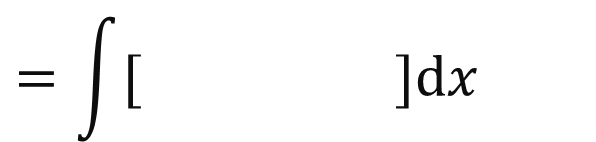 = ∫ [ ] dx